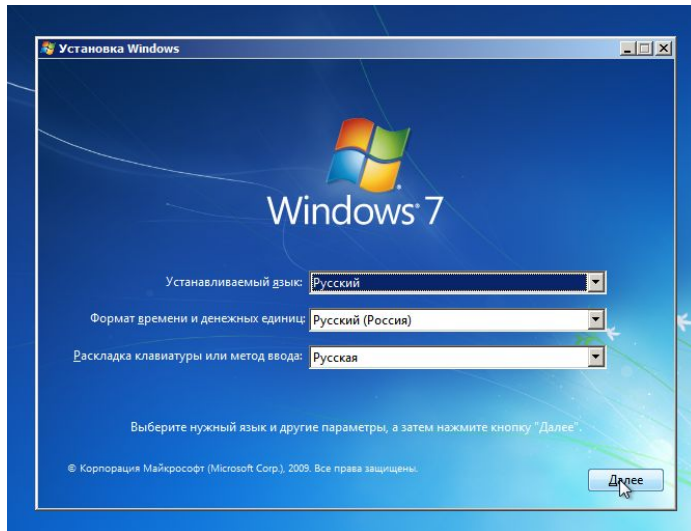 Установка Windows
Windows 7
Устанавливаемый язык: Русский
Формат времени и денежных единиц: Русский (Россия)
Раскладка клавиатуры или метод ввода: Русская
Выберите нужный язык и другие параметры, а затем нажмите кнопку "Далее".
© Корпорация Майкрософт (Microsoft Corp.), 2009. Все права защищены.
Далее